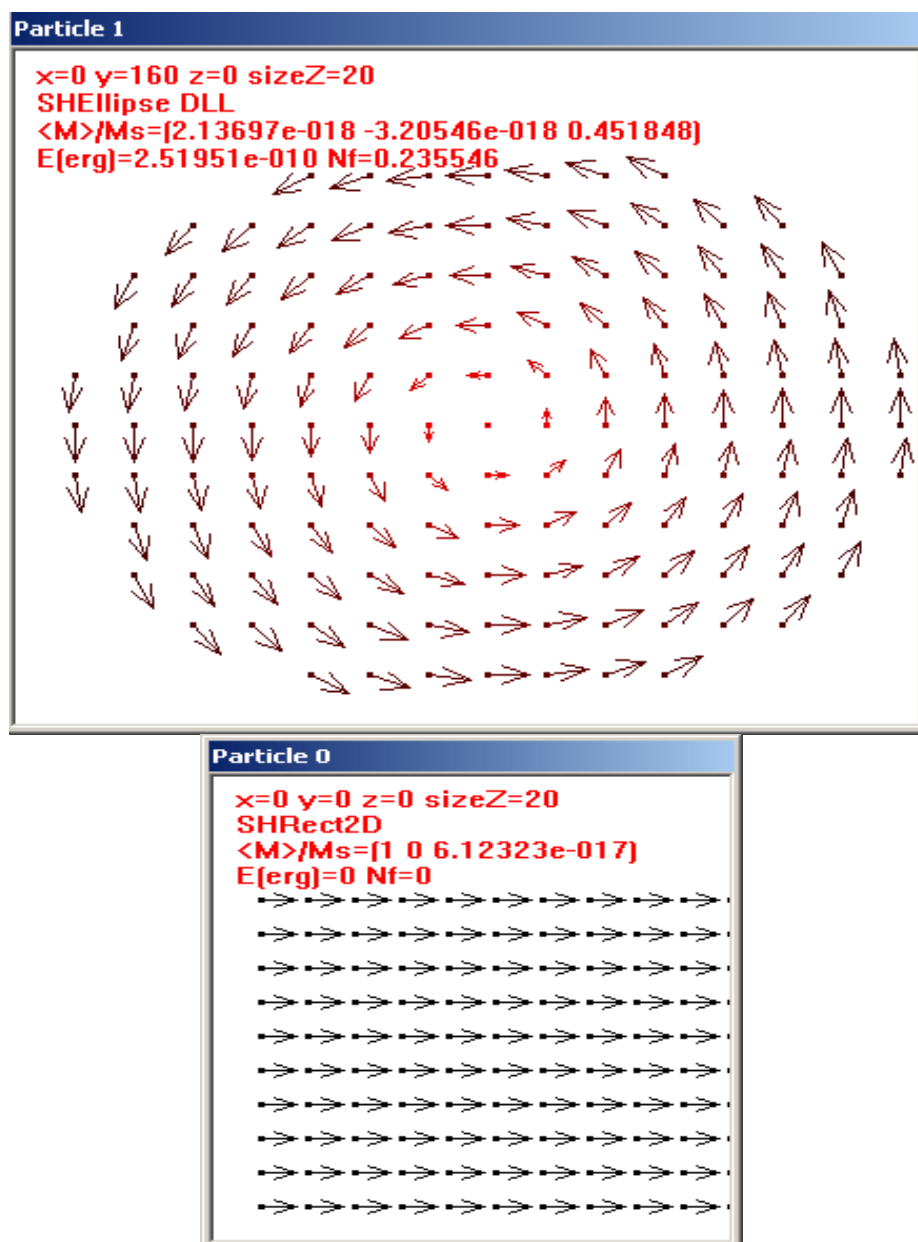 Particle 1
x=0 y=160 z=0 sizeZ=20
SHEllipse DLL
<M>/Ms=(2.13697e-018 -3.20546e-018 0.451848)
E(erg)=2.51951e-010 Nf=0.235546
Particle 0
x=0 y=0 z=0 sizeZ=20
SHRect2D
<M>/Ms=(1 0 6.12323e-017)
E(erg)=0 Nf=0